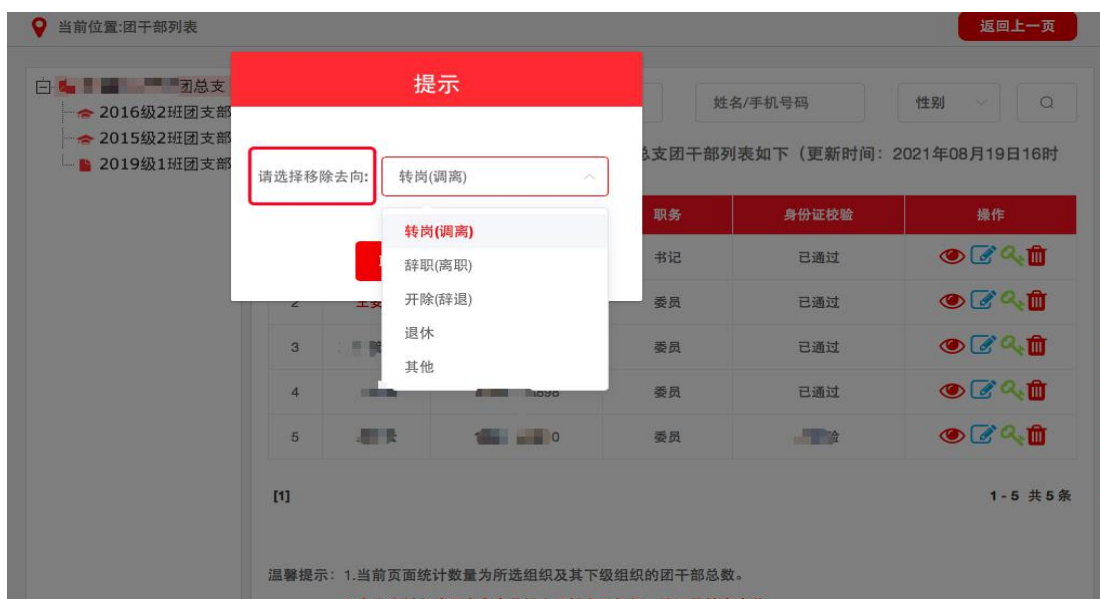 当前位置:团干部列表
返回上一页
团总支
2016级2班团支部
2015级2班团支部
2019级1班团支部
提示
请选择移除去向:
转岗(调离)
转岗(调离)
辞职(离职)
开除(辞退)
退休
其他
姓名/手机号码
性别
总支团干部列表如下（更新时间：2021年08月19日16时
职务 身份证校验 操作
书记 已通过
2 委员 已通过
3 委员 已通过
4 委员 已通过
5 0 委员
[1]
1-5 共5条
温馨提示：1.当前页面统计数量为所选组织及其下级组织的团干部总数。